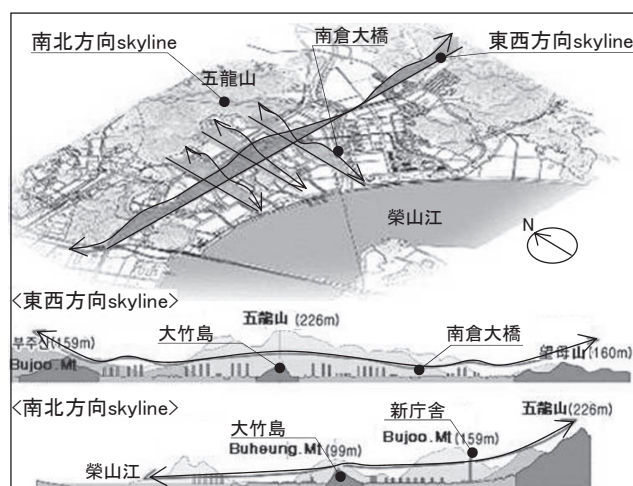 南倉大橋
南北方向skyline
東西方向skyline
五龍山
榮山江
N
<東西方向skyline>
五龍山 (226m)
大竹島
南倉大橋
부주산(159m)
望母山 (160m)
Bujoo.Mt
<南北方向skyline>
新庁舎
五龍山(226m)
大竹島
Bujoo.Mt (159m)
Buheung.Mt (99m)
榮山江